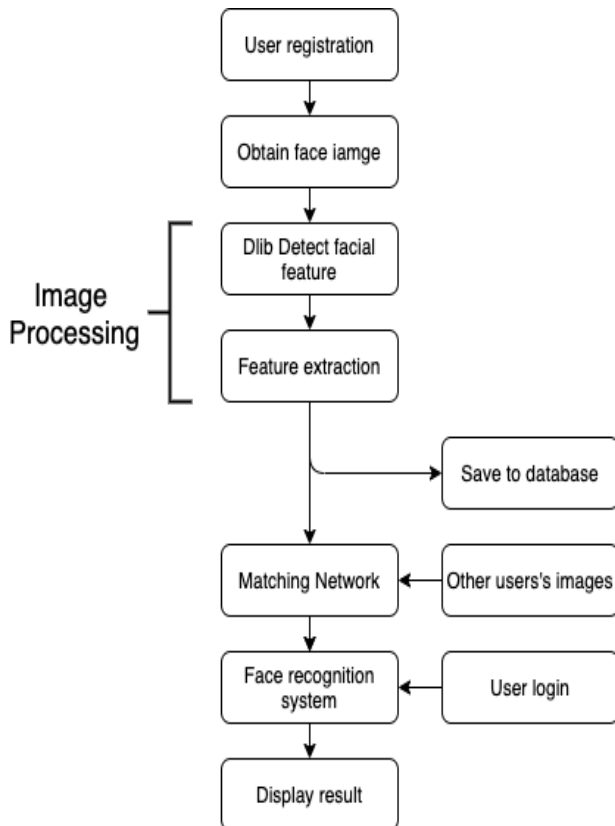 User registration
Obtain face iamge
Dlib Detect facial
feature
Image
Processing
Feature extraction
Save to database
Matching Network
Other users's images
Face recognition
system
User login
Display result